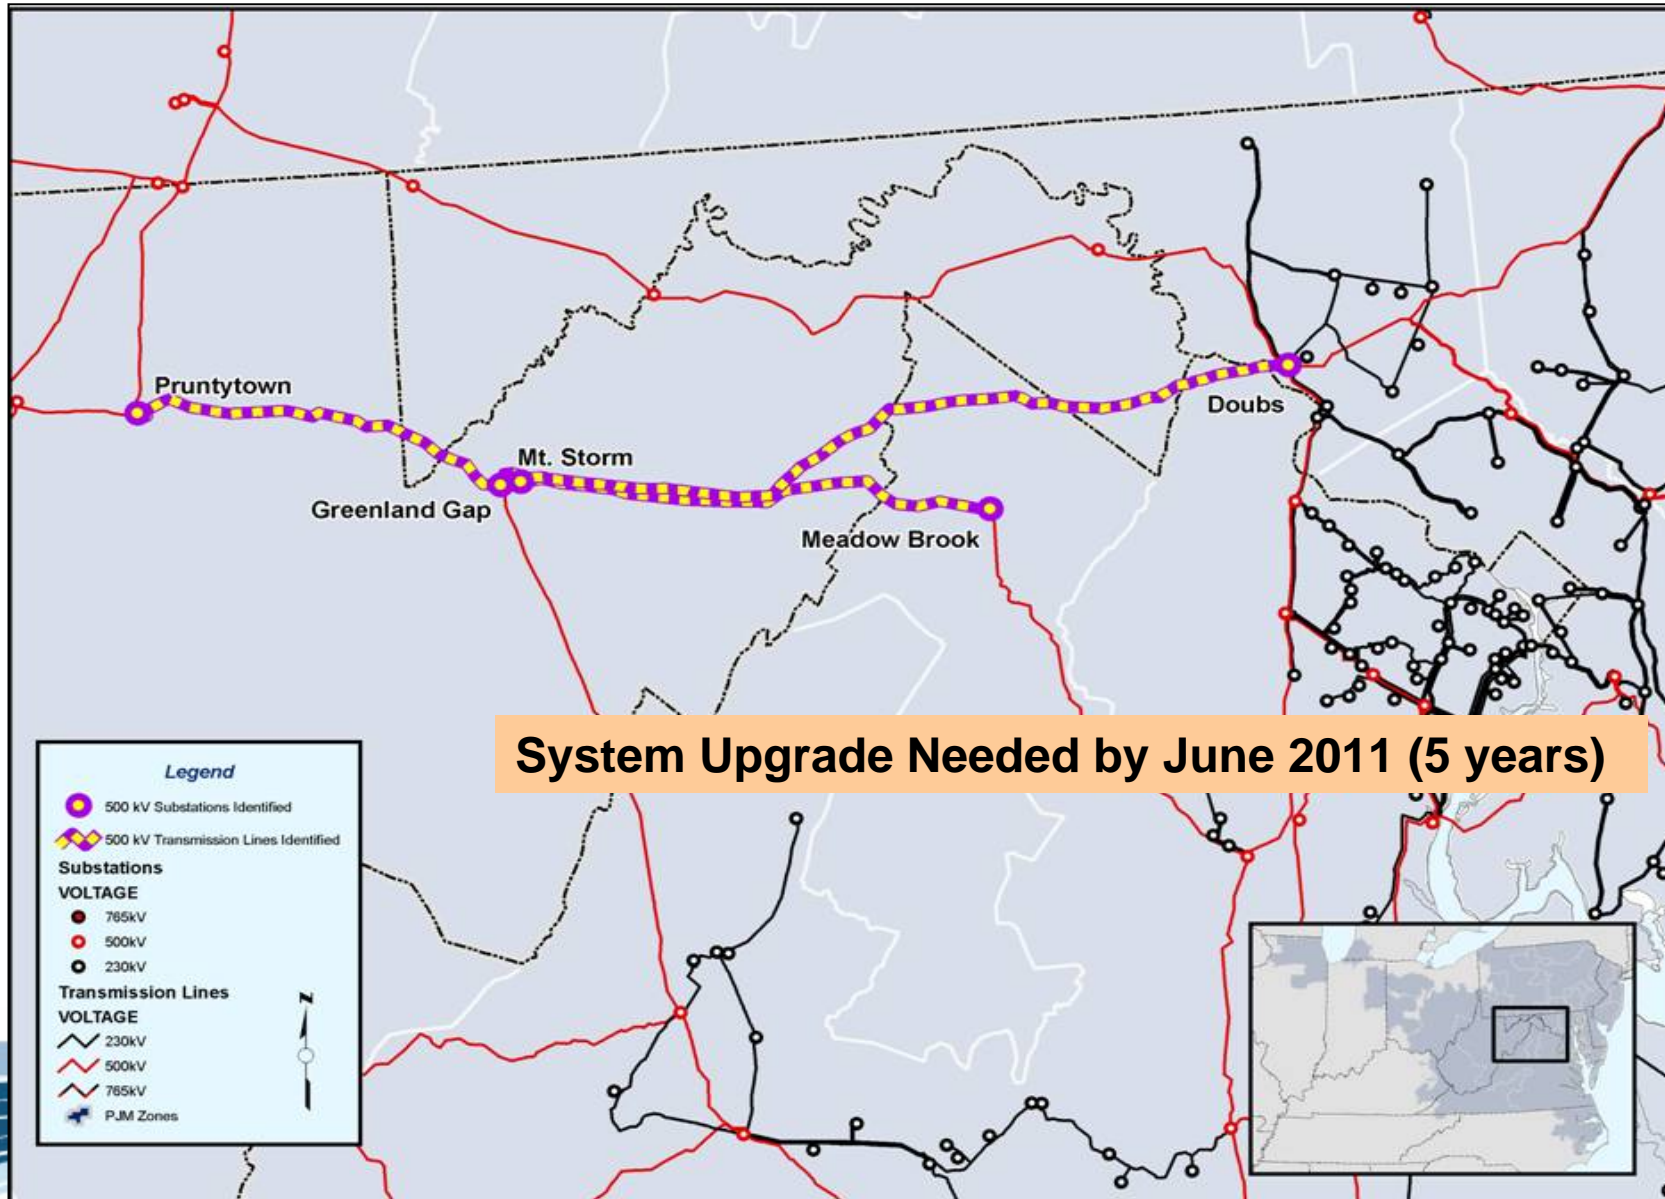 Pruntytown
Doubs
Mt. Storm
Greenland Gap
Meadow Brook
System Upgrade Needed by June 2011 (5 years)
Legend
500 kV Substations Identified
500 kV Transmission Lines Identified
Substations
VOLTAGE
765kV
500kV
230kV
Transmission Lines
VOLTAGE
230kV
500kV
765kV
PJM Zones
N